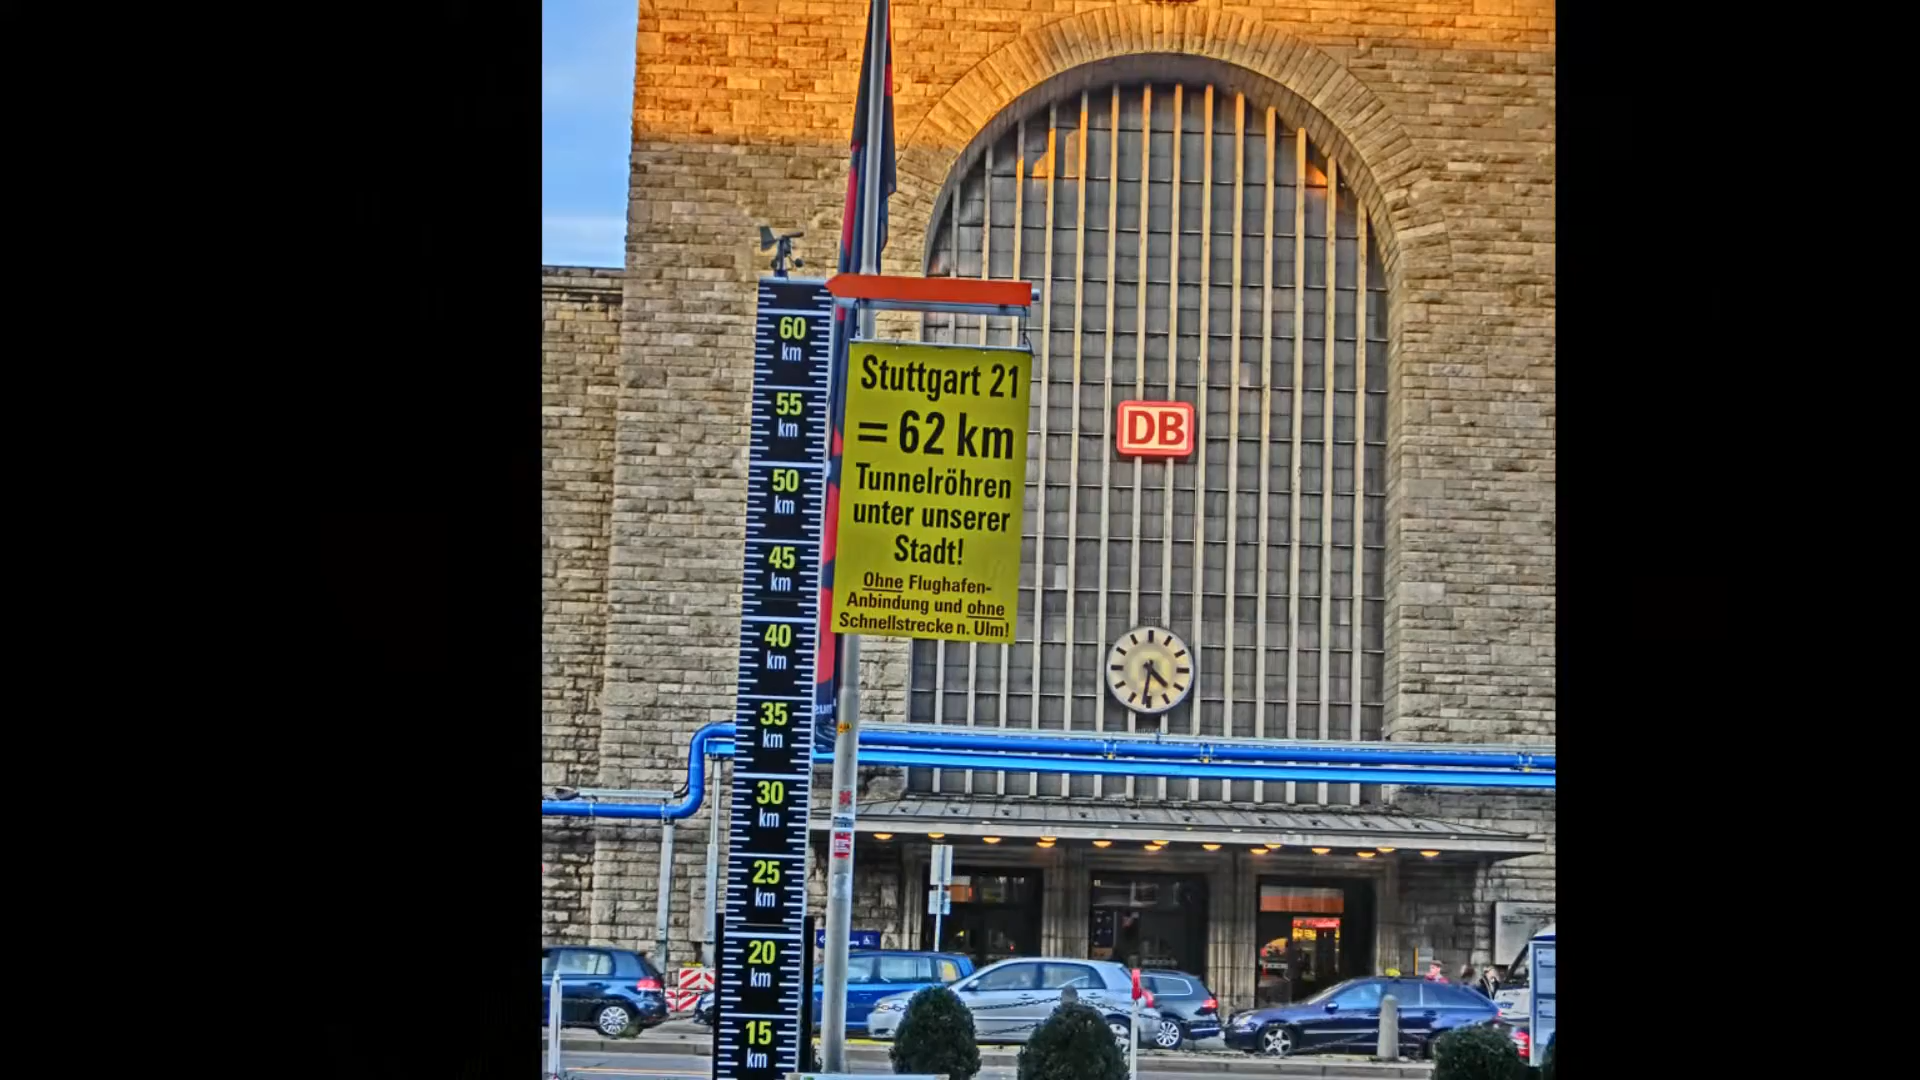 60
km
55
km
50
km
45
km
40
km
35
km
30
km
25
km
20
km
15
km
Stuttgart 21
= 62 km
Tunnelröhren
unter unserer
Stadt!
Ohne Flughafen-
Anbindung und ohne
Schnellstrecke n. Ulm!
DB